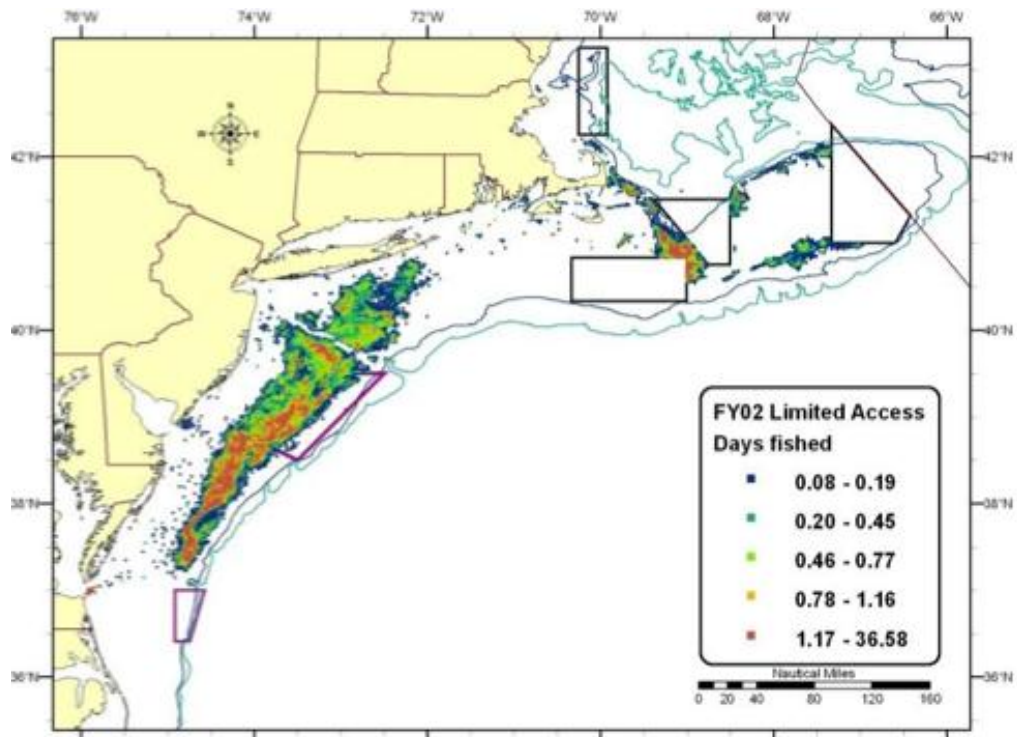 76°W 74°W 72°W 70°W 68°W 66°W
N
W E
S
42°N 42°N
40°N 40°N
38°N 38°N
36°N 36°N
FY02 Limited Access
Days fished
0.08 - 0.19
0.20 - 0.45
0.46 - 0.77
0.78 - 1.16
1.17 - 36.58
Nautical Miles
0 20 40 80 120 160